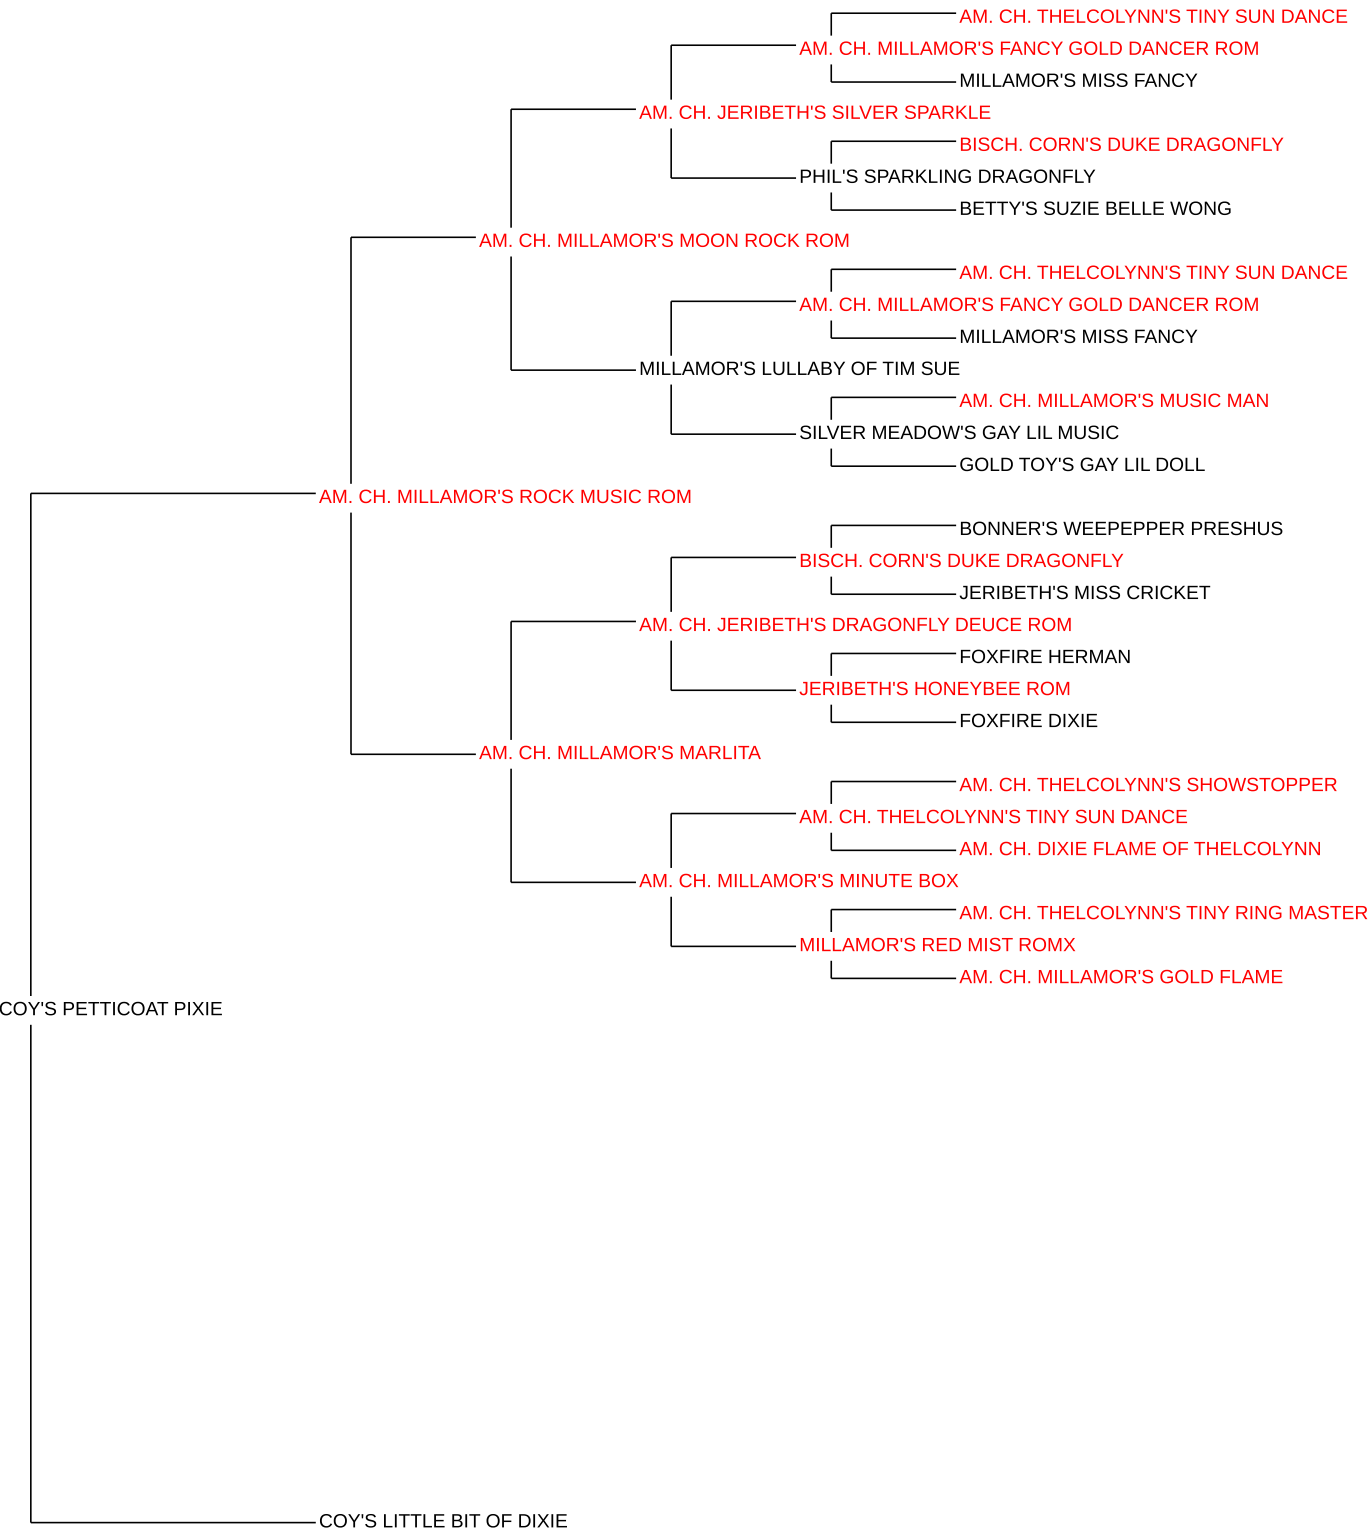 AM. CH. THELCOLYNN'S TINY SUN DANCE
AM. CH. MILLAMOR'S FANCY GOLD DANCER ROM
MILLAMOR'S MISS FANCY
AM. CH. JERIBETH'S SILVER SPARKLE
BISCH. CORN'S DUKE DRAGONFLY
PHIL'S SPARKLING DRAGONFLY
BETTY'S SUZIE BELLE WONG
AM. CH. MILLAMOR'S MOON ROCK ROM
AM. CH. THELCOLYNN'S TINY SUN DANCE
AM. CH. MILLAMOR'S FANCY GOLD DANCER ROM
MILLAMOR'S MISS FANCY
MILLAMOR'S LULLABY OF TIM SUE
AM. CH. MILLAMOR'S MUSIC MAN
SILVER MEADOW'S GAY LIL MUSIC
GOLD TOY'S GAY LIL DOLL
AM. CH. MILLAMOR'S ROCK MUSIC ROM
BONNER'S WEEPEPPER PRESHUS
BISCH. CORN'S DUKE DRAGONFLY
JERIBETH'S MISS CRICKET
AM. CH. JERIBETH'S DRAGONFLY DEUCE ROM
FOXFIRE HERMAN
JERIBETH'S HONEYBEE ROM
FOXFIRE DIXIE
AM. CH. MILLAMOR'S MARLITA
AM. CH. THELCOLYNN'S SHOWSTOPPER
AM. CH. THELCOLYNN'S TINY SUN DANCE
AM. CH. DIXIE FLAME OF THELCOLYNN
AM. CH. MILLAMOR'S MINUTE BOX
AM. CH. THELCOLYNN'S TINY RING MASTER
MILLAMOR'S RED MIST ROMX
AM. CH. MILLAMOR'S GOLD FLAME
COY'S PETTICOAT PIXIE
COY'S LITTLE BIT OF DIXIE